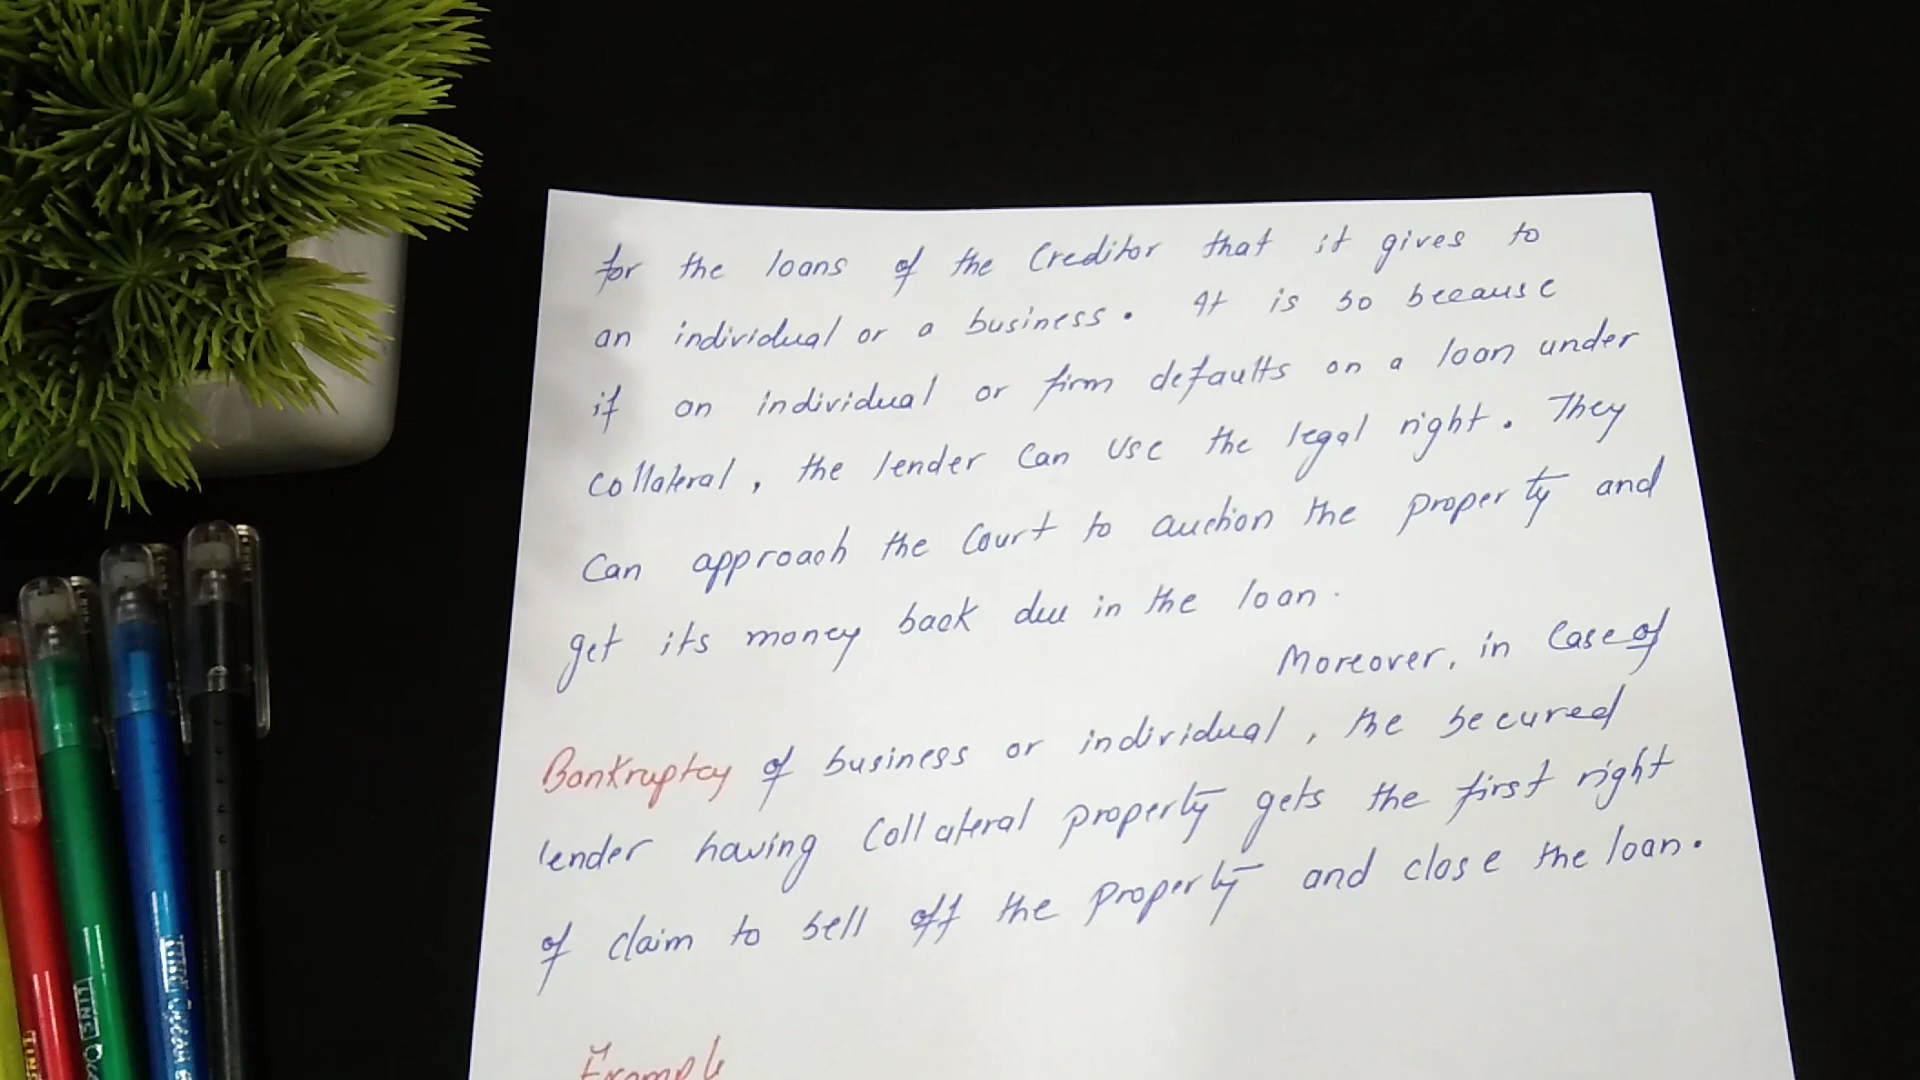 for the loans of the Creditor that it gives to
an individual or a business. It is so because
if an individual or firm defaults on a loan under
Collateral, the lender Can Use the legal right. They
Can approach the Court to auction the property and
get its money back due in the loan.
Moreover, in Case of
Bankruptcy of business or individual, the secured
lender having Collateral property gets the first right
of claim to sell off the property and close the loan.
Example